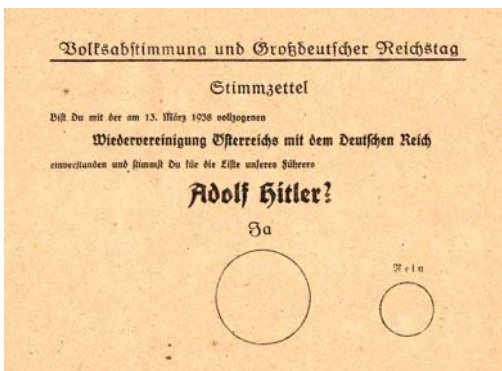 Volksabstimmung und Großdeutscher Reichstag
Stimmzettel
Bist Du mit der am 13. März 1938 vollzogenen
Wiedervereinigung Österreichs mit dem Deutschen Reich
einverstanden und stimmst Du für die Liste unseres Führers
Adolf Hitler?
Ja
Nein